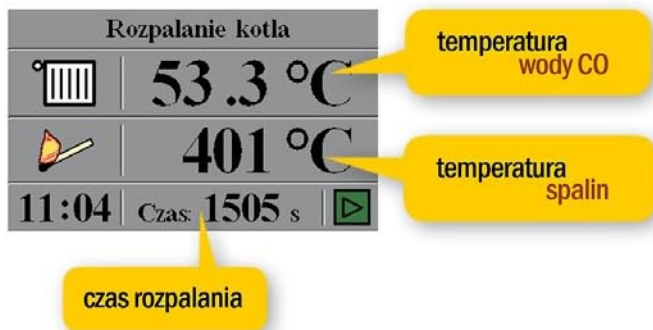 Rozpalanie kotla
53.3 °C
401 °C
11:04 Czas: 1505 s
temperatura
wody CO
temperatura
spalin
czas rozpalania